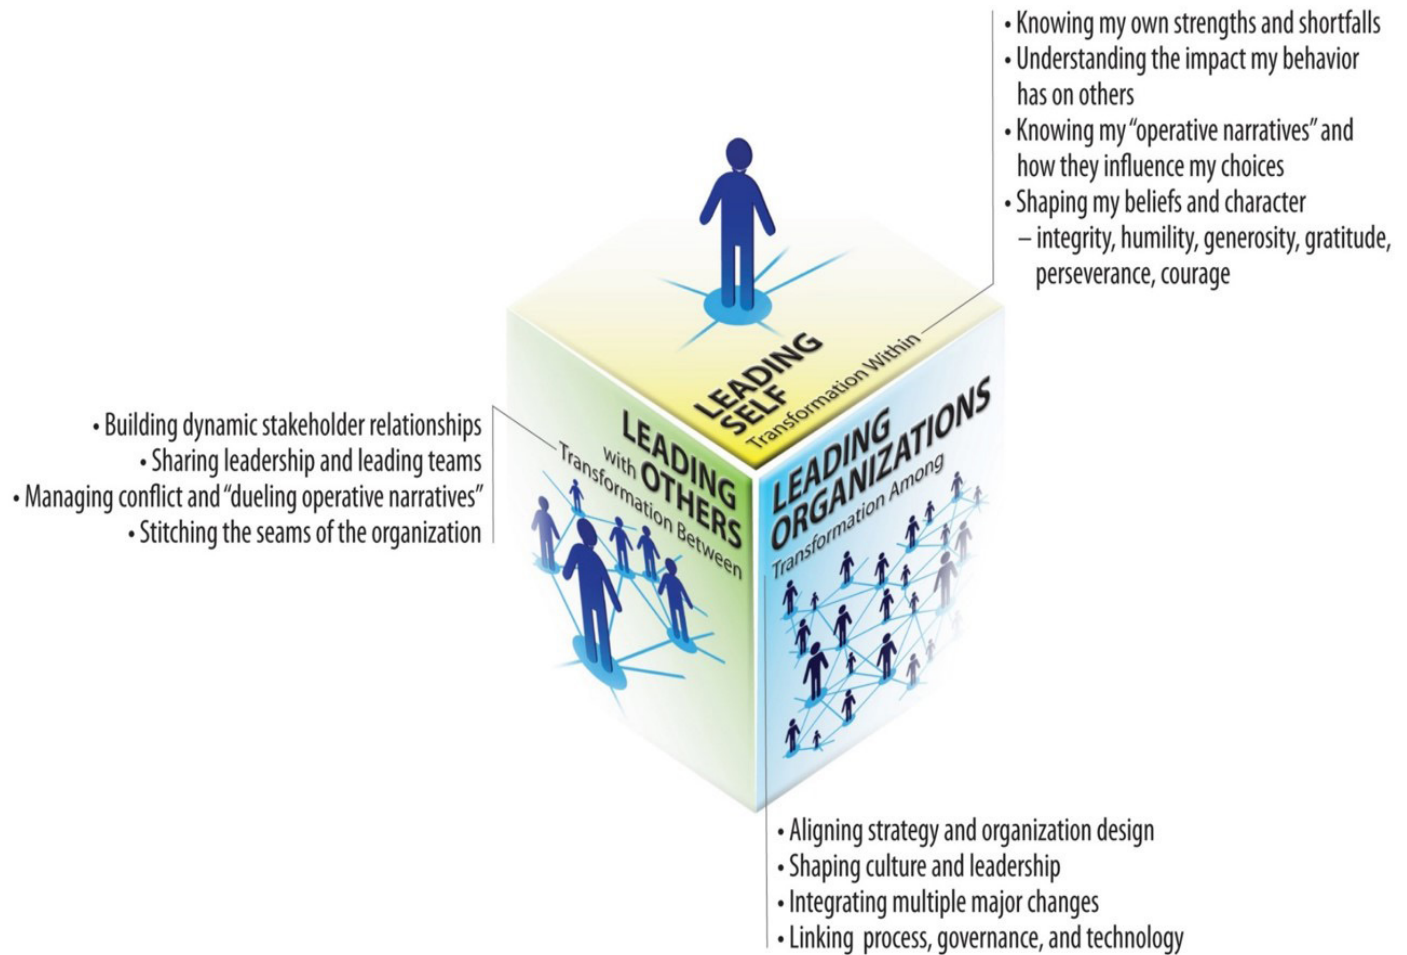 • Knowing my own strengths and shortfalls
• Understanding the impact my behavior
has on others
• Knowing my “operative narratives” and
how they influence my choices
• Shaping my beliefs and character
– integrity, humility, generosity, gratitude,
perseverance, courage
LEADING
SELF
Transformation Within
• Building dynamic stakeholder relationships
• Sharing leadership and leading teams
• Managing conflict and “dueling operative narratives”
• Stitching the seams of the organization
LEADING
with OTHERS
Transformation Between
LEADING
ORGANIZATIONS
Transformation Among
• Aligning strategy and organization design
• Shaping culture and leadership
• Integrating multiple major changes
• Linking process, governance, and technology